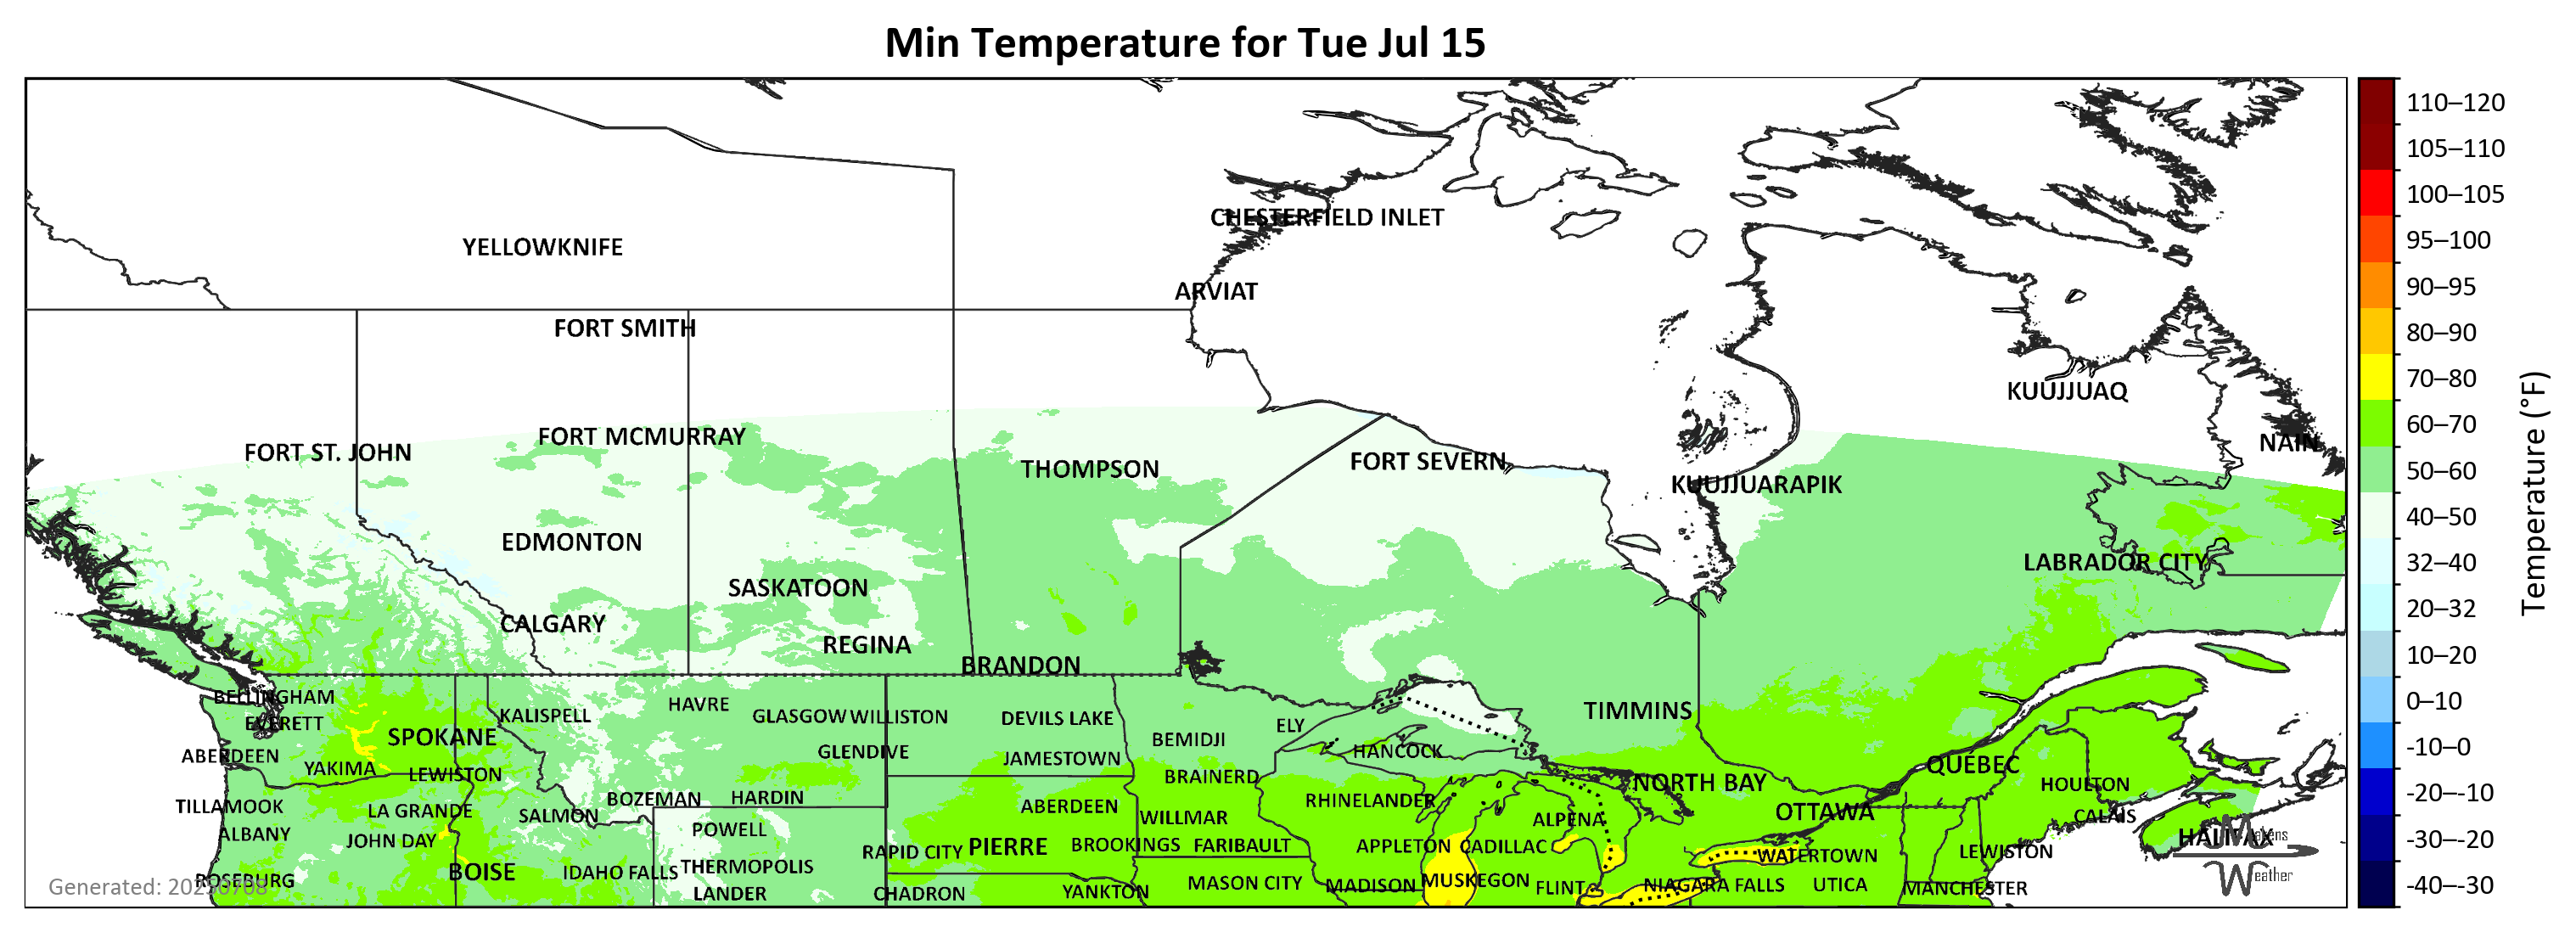 Min Temperature for Tue Jul 15
CHESTERFIELD INLET
YELLOWKNIFE
ARVIAT
FORT SMITH
KUUJJUAQ
FORT MCMURRAY
NAIN
FORT ST. JOHN
FORT SEVERN
THOMPSON
KUUJJUARAPIK
EDMONTON
LABRADOR CITY
SASKATOON
CALGARY
REGINA
BRANDON
BELLINGHAM
HAVRE
TIMMINS
KALISPELL
GLASGOW WILLISTON
DEVILS LAKE
EVERETT
ELY
SPOKANE
BEMIDJI
GLENDIVE
HANCOCK
ABERDEEN
JAMESTOWN
QUÉBEC
YAKIMA
LEWISTON
BRAINERD
NORTH BAY
HOULTON
BOZEMAN
HARDIN
RHINELANDER
TILLAMOOK
ABERDEEN
LA GRANDE
OTTAWA
SALMON
WILLMAR
CALAIS
ALPENA
POWELL
ALBANY
HALIFAX
JOHN DAY
PIERRE
BROOKINGS
FARIBAULT
APPLETON
CADILLAC
RAPID CITY
LEWISTON
WATERTOWN
THERMOPOLIS
BOISE
IDAHO FALLS
ROSEBURG
MUSKEGON
MASON CITY
MADISON
FLINT
NIAGARA FALLS
UTICA
MANCHESTER
LANDER
CHADRON
YANKTON
Generated: 20250708
Matens
Weather
110–120
105–110
100–105
95–100
90–95
80–90
70–80
60–70
50–60
40–50
32–40
20–32
10–20
0–10
-10–0
-20–-10
-30–-20
-40–-30
Temperature (°F)